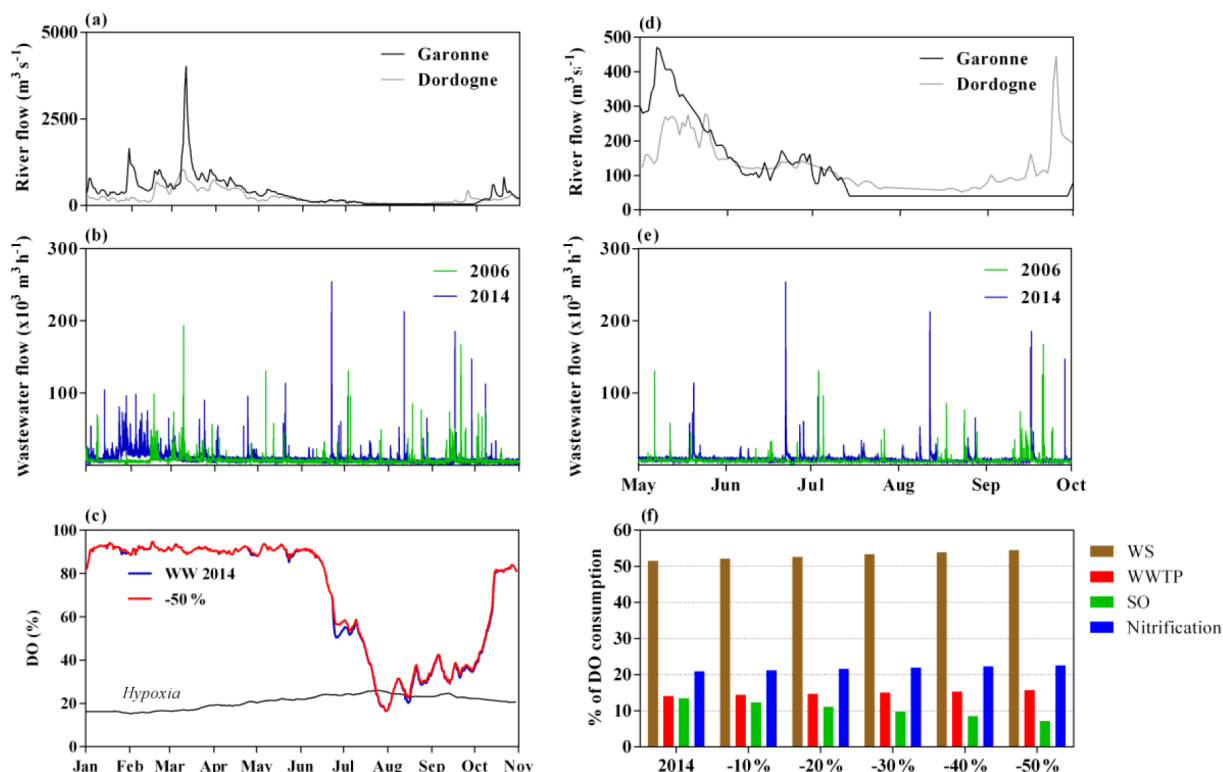 (a)
5000
2500
0
River flow (m³ s⁻¹)
Garonne
Dordogne
(b)
300
200
100
Wastewater flow (x10³ m³ h⁻¹)
2006
2014
(c)
100
80
60
40
20
0
DO (%)
WW 2014
-50%
Hypoxia
Jan Feb Mar Apr May Jun Jul Aug Sep Oct Nov
(d)
500
400
300
200
100
0
River flow (m³ s⁻¹)
Garonne
Dordogne
(e)
300
200
100
Wastewater flow (x10³ m³ h⁻¹)
2006
2014
May Jun Jul Aug Sep Oct
(f)
60
50
40
30
20
10
0
% of DO consumption
2014 -10% -20% -30% -40% -50%
WS
WWTP
SO
Nitrification